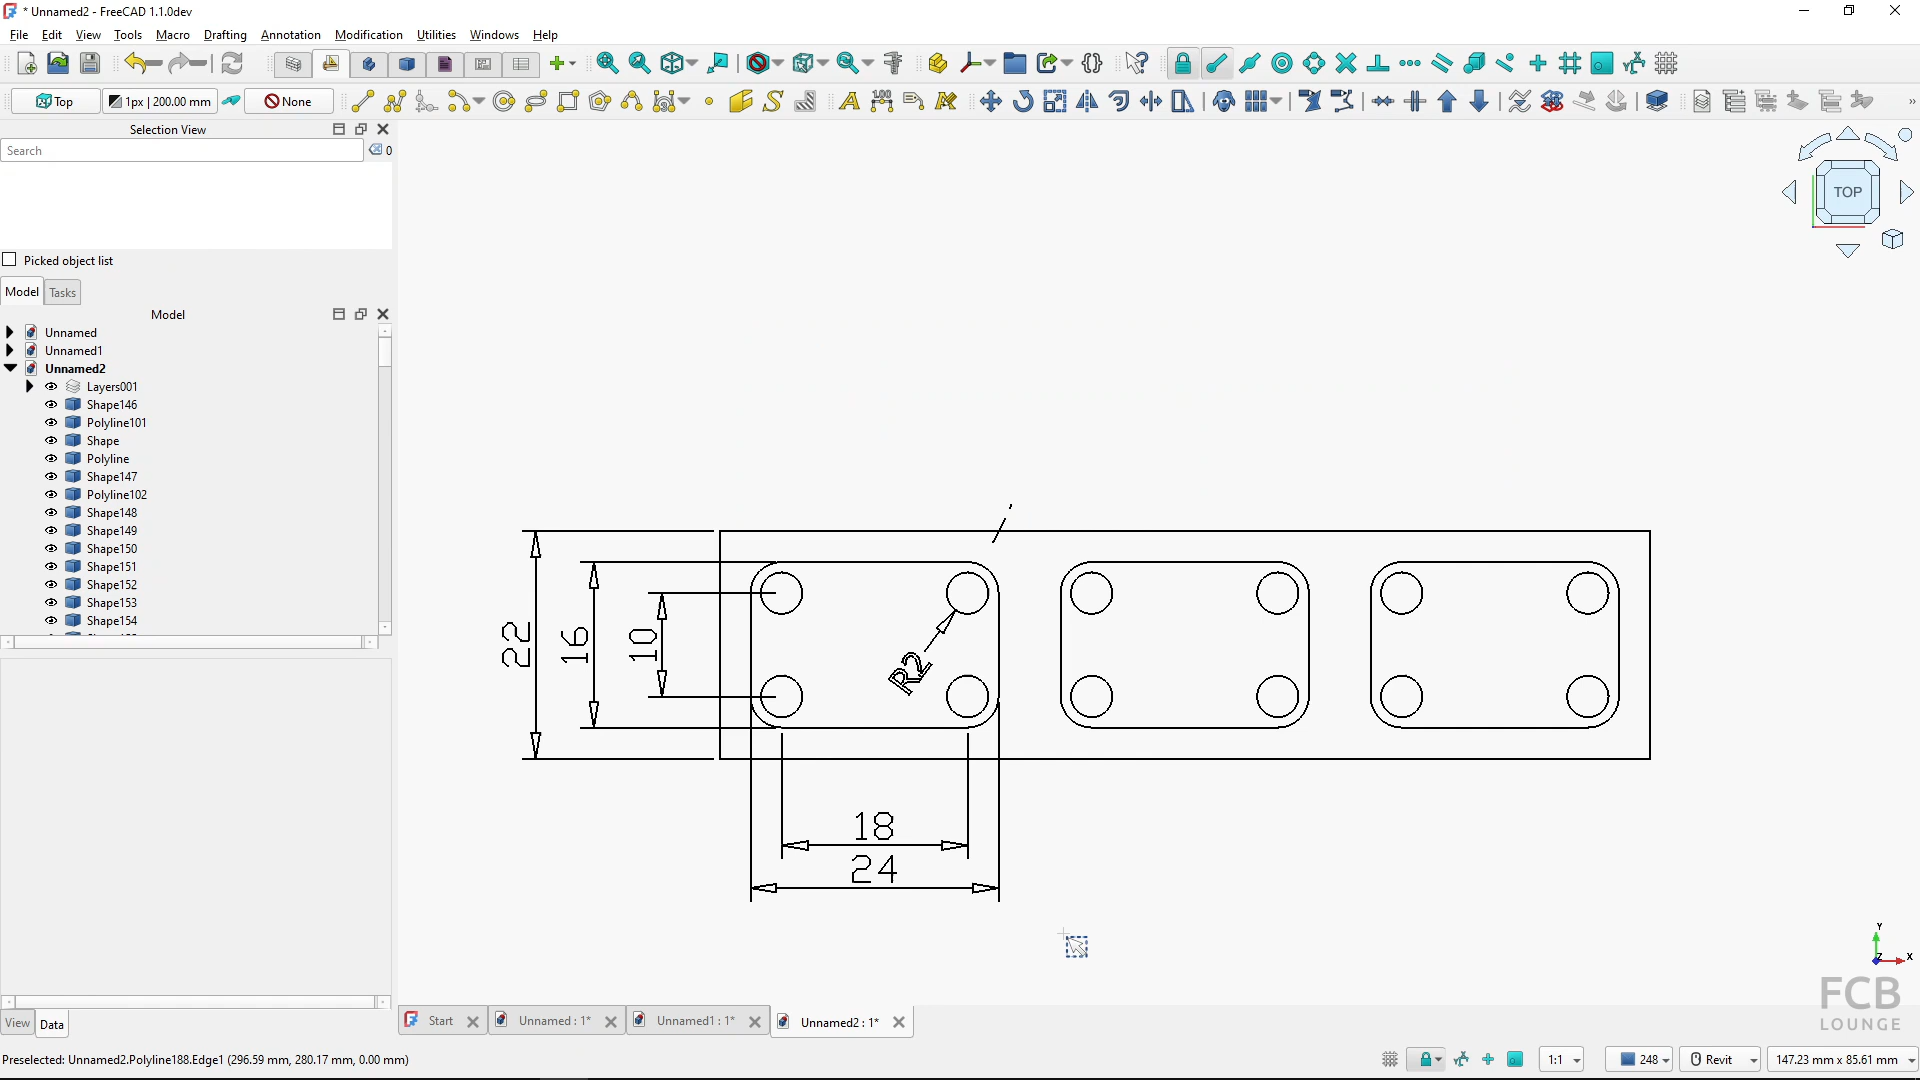 * Unnamed2 - FreeCAD 1.1.0dev
File Edit View Tools Macro Drafting Annotation Modification Utilities Windows Help
Top 1px | 200.00 mm None
Selection View
Search 0
Picked object list
Model Tasks
Model
Unnamed
Unnamed1
Unnamed2
Layers001
Shape146
Polyline101
Shape
Polyline
Shape147
Polyline102
Shape148
Shape149
Shape150
Shape151
Shape152
Shape153
Shape154
TOP
22
16
10
R2
18
24
Y
Z X
FCB
LOUNGE
View Data
Start Unnamed : 1* Unnamed1 : 1* Unnamed2 : 1*
Preselected: Unnamed2.Polyline188.Edge1 (296.59 mm, 280.17 mm, 0.00 mm)
1:1 248 Revit 147.23 mm x 85.61 mm